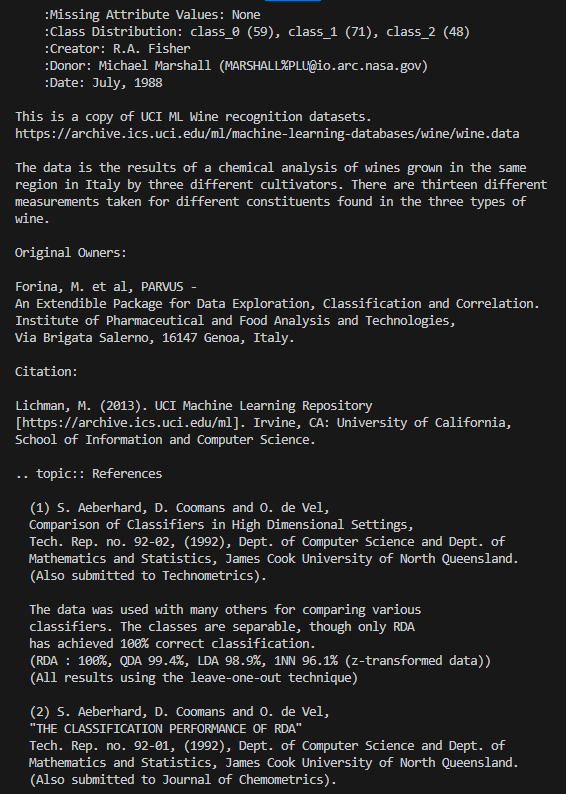 :Missing Attribute Values: None
:Class Distribution: class_0 (59), class_1 (71), class_2 (48)
:Creator: R.A. Fisher
:Donor: Michael Marshall (MARSHALL%PLU@io.arc.nasa.gov)
:Date: July, 1988
This is a copy of UCI ML Wine recognition datasets.
https://archive.ics.uci.edu/ml/machine-learning-databases/wine/wine.data
The data is the results of a chemical analysis of wines grown in the same
region in Italy by three different cultivators. There are thirteen different
measurements taken for different constituents found in the three types of
wine.
Original Owners:
Forina, M. et al, PARVUS -
An Extendible Package for Data Exploration, Classification and Correlation.
Institute of Pharmaceutical and Food Analysis and Technologies,
Via Brigata Salerno, 16147 Genoa, Italy.
Citation:
Lichman, M. (2013). UCI Machine Learning Repository
[https://archive.ics.uci.edu/ml]. Irvine, CA: University of California,
School of Information and Computer Science.
.. topic:: References
(1) S. Aeberhard, D. Coomans and O. de Vel,
Comparison of Classifiers in High Dimensional Settings,
Tech. Rep. no. 92-02, (1992), Dept. of Computer Science and Dept. of
Mathematics and Statistics, James Cook University of North Queensland.
(Also submitted to Technometrics).
The data was used with many others for comparing various
classifiers. The classes are separable, though only RDA
has achieved 100% correct classification.
(RDA : 100%, QDA 99.4%, LDA 98.9%, 1NN 96.1% (z-transformed data))
(All results using the leave-one-out technique)
(2) S. Aeberhard, D. Coomans and O. de Vel,
"THE CLASSIFICATION PERFORMANCE OF RDA"
Tech. Rep. no. 92-01, (1992), Dept. of Computer Science and Dept. of
Mathematics and Statistics, James Cook University of North Queensland.
(Also submitted to Journal of Chemometrics).